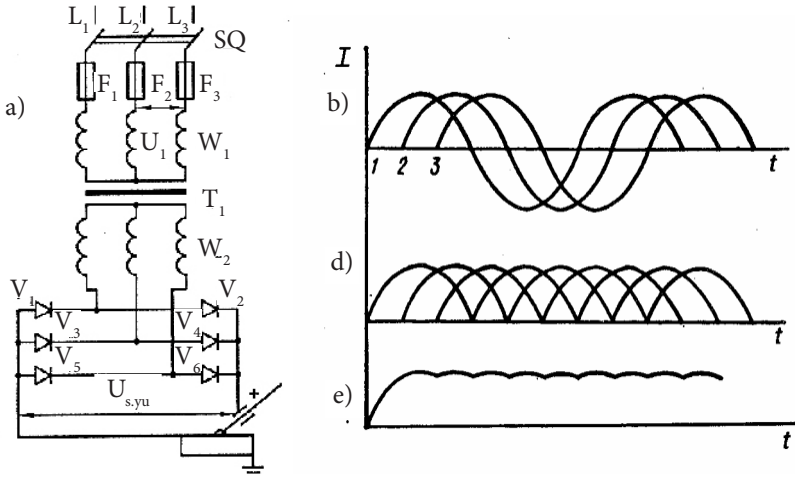 L1 L2 L3
SQ
F1 F2 F3
a)
U1 W1
T1
W2
V1 V2
V3 V4
V5 V6
Us.yu
+
I
b)
1 2 3
t
d)
t
e)
t